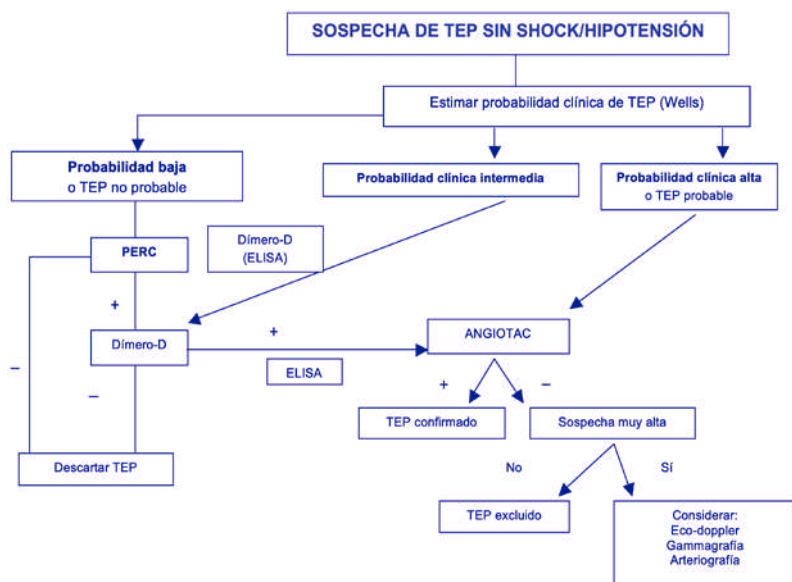 SOSPECHA DE TEP SIN SHOCK/HIPOTENSIÓN
Estimar probabilidad clínica de TEP (Wells)
Probabilidad baja
o TEP no probable
Probabilidad clínica intermedia
Probabilidad clínica alta
o TEP probable
PERC
Dímero-D
(ELISA)
+
Dímero-D
+
ELISA
ANGIOTAC
–
–
+
–
TEP confirmado
Sospecha muy alta
Descartar TEP
No
Sí
TEP excluido
Considerar:
Eco-doppler
Gammagrafía
Arteriografía